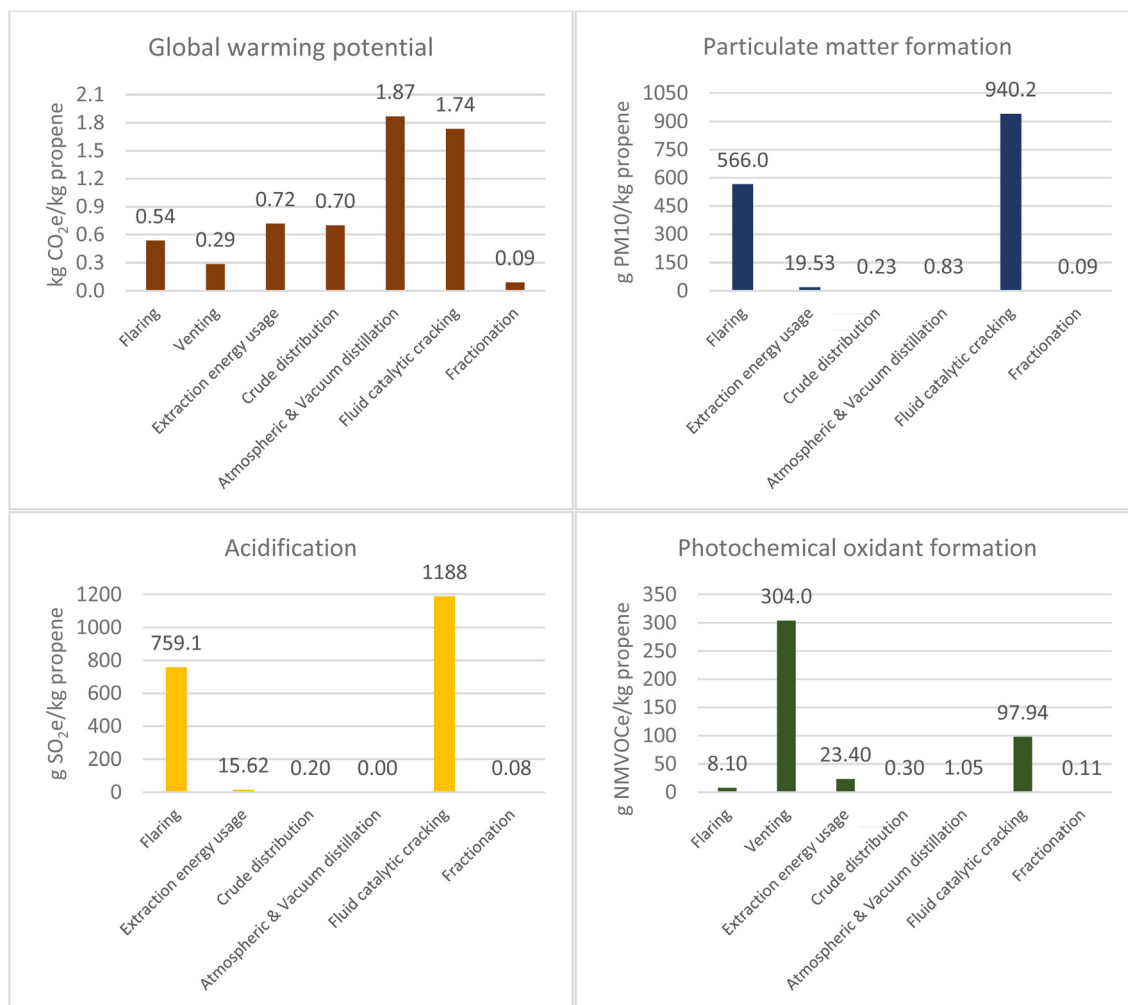 Global warming potential
kg CO₂e/kg propene
2.1
1.8
1.5
1.2
0.9
0.6
0.3
0.0
0.54
0.29
0.72
0.70
1.87
1.74
0.09
Flaring
Venting
Extraction energy usage
Crude distribution
Atmospheric & Vacuum distillation
Fluid catalytic cracking
Fractionation
Particulate matter formation
g PM10/kg propene
1050
900
750
600
450
300
150
0
566.0
19.53
0.23
0.83
940.2
0.09
Flaring
Extraction energy usage
Crude distribution
Atmospheric & Vacuum distillation
Fluid catalytic cracking
Fractionation
Acidification
g SO₂e/kg propene
1200
1000
800
600
400
200
0
759.1
15.62
0.20
0.00
1188
0.08
Flaring
Extraction energy usage
Crude distribution
Atmospheric & Vacuum distillation
Fluid catalytic cracking
Fractionation
Photochemical oxidant formation
g NMVOCe/kg propene
350
300
250
200
150
100
50
0
8.10
304.0
23.40
0.30
1.05
97.94
0.11
Flaring
Venting
Extraction energy usage
Crude distribution
Atmospheric & Vacuum distillation
Fluid catalytic cracking
Fractionation